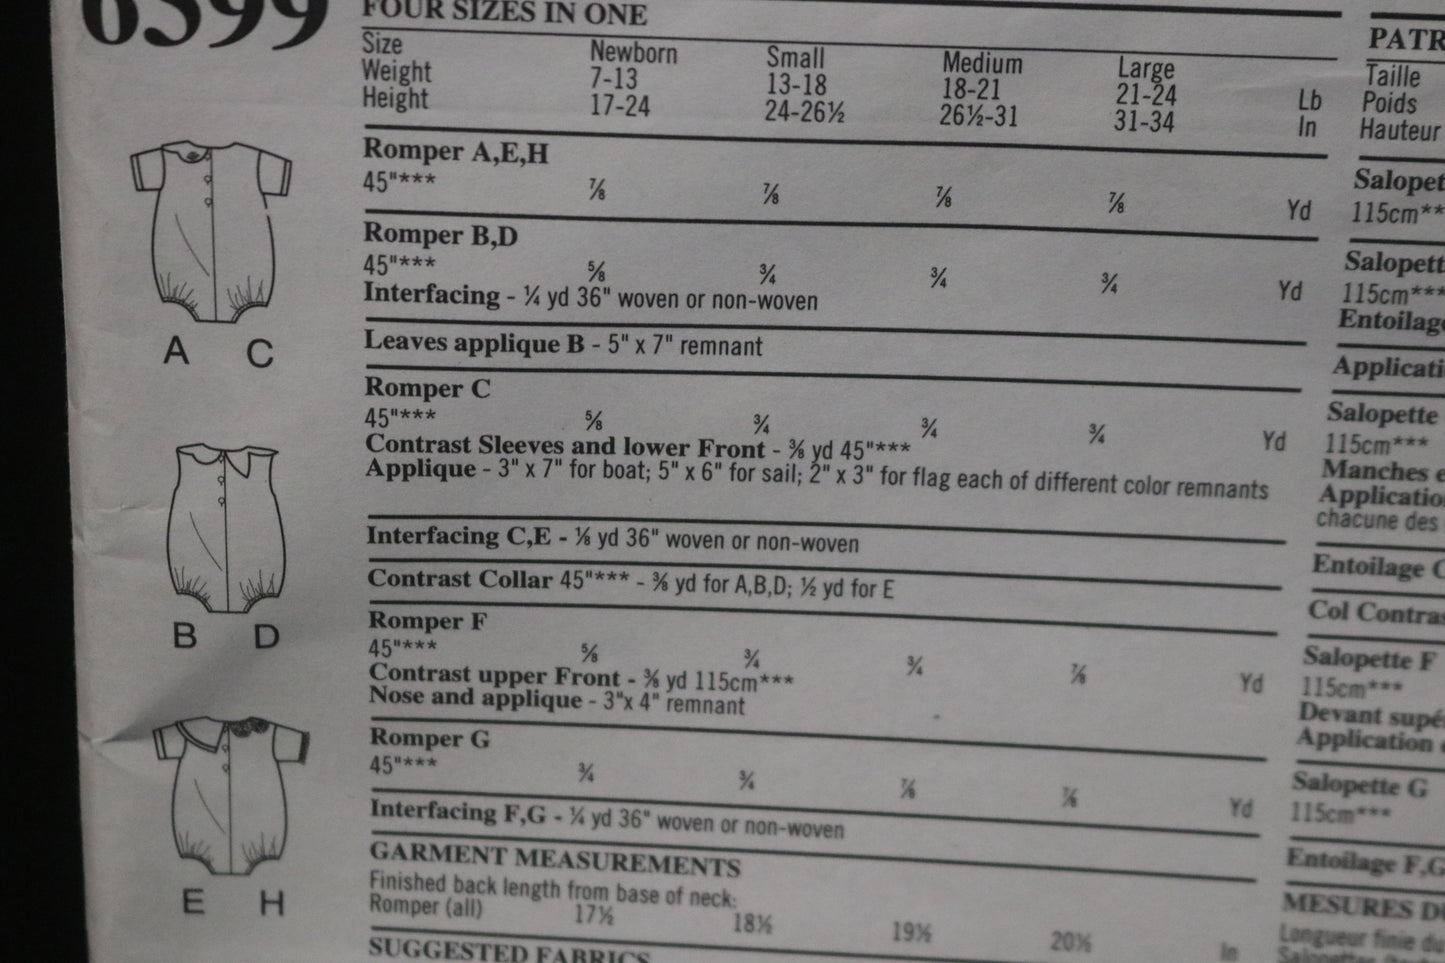 6399
FOUR SIZES IN ONE
Size Newborn Small Medium Large
Weight 7-13 13-18 18-21 21-24 Lb
Height 17-24 24-26½ 26½-31 31-34 In
Romper A,E,H
45"*** ⅞ ⅞ ⅞ ⅞ Yd
Romper B,D
45"*** ⅝ ¾ ¾ ¾ Yd
Interfacing - ¼ yd 36" woven or non-woven
Leaves applique B - 5" x 7" remnant
Romper C
45"*** ⅝ ¾ ¾ ¾ Yd
Contrast Sleeves and lower Front - ⅜ yd 45"***
Applique - 3" x 7" for boat; 5" x 6" for sail; 2" x 3" for flag each of different color remnants
Interfacing C,E - ⅛ yd 36" woven or non-woven
Contrast Collar 45"*** - ⅜ yd for A,B,D; ½ yd for E
Romper F
45"*** ⅝ ¾ ¾ ⅞ Yd
Contrast upper Front - ⅜ yd 115cm***
Nose and applique - 3"x 4" remnant
Romper G
45"*** ¾ ¾ ⅞ ⅞ Yd
Interfacing F,G - ¼ yd 36" woven or non-woven
GARMENT MEASUREMENTS
Finished back length from base of neck:
Romper (all) 17½ 18½ 19½ 20½ In
SUGGESTED FABRICS
A C
B D
E H
PATR
Taille
Poids
Hauteur
Salopet
115cm**
Salopett
115cm***
Entoilag
Applicati
Salopette
115cm***
Manches e
Applicatio
chacune des
Entoilage C
Col Contras
Salopette F
115cm***
Devant supé
Application
Salopette G
115cm***
Entoilage F,G
MESURES D
Longueur finie du